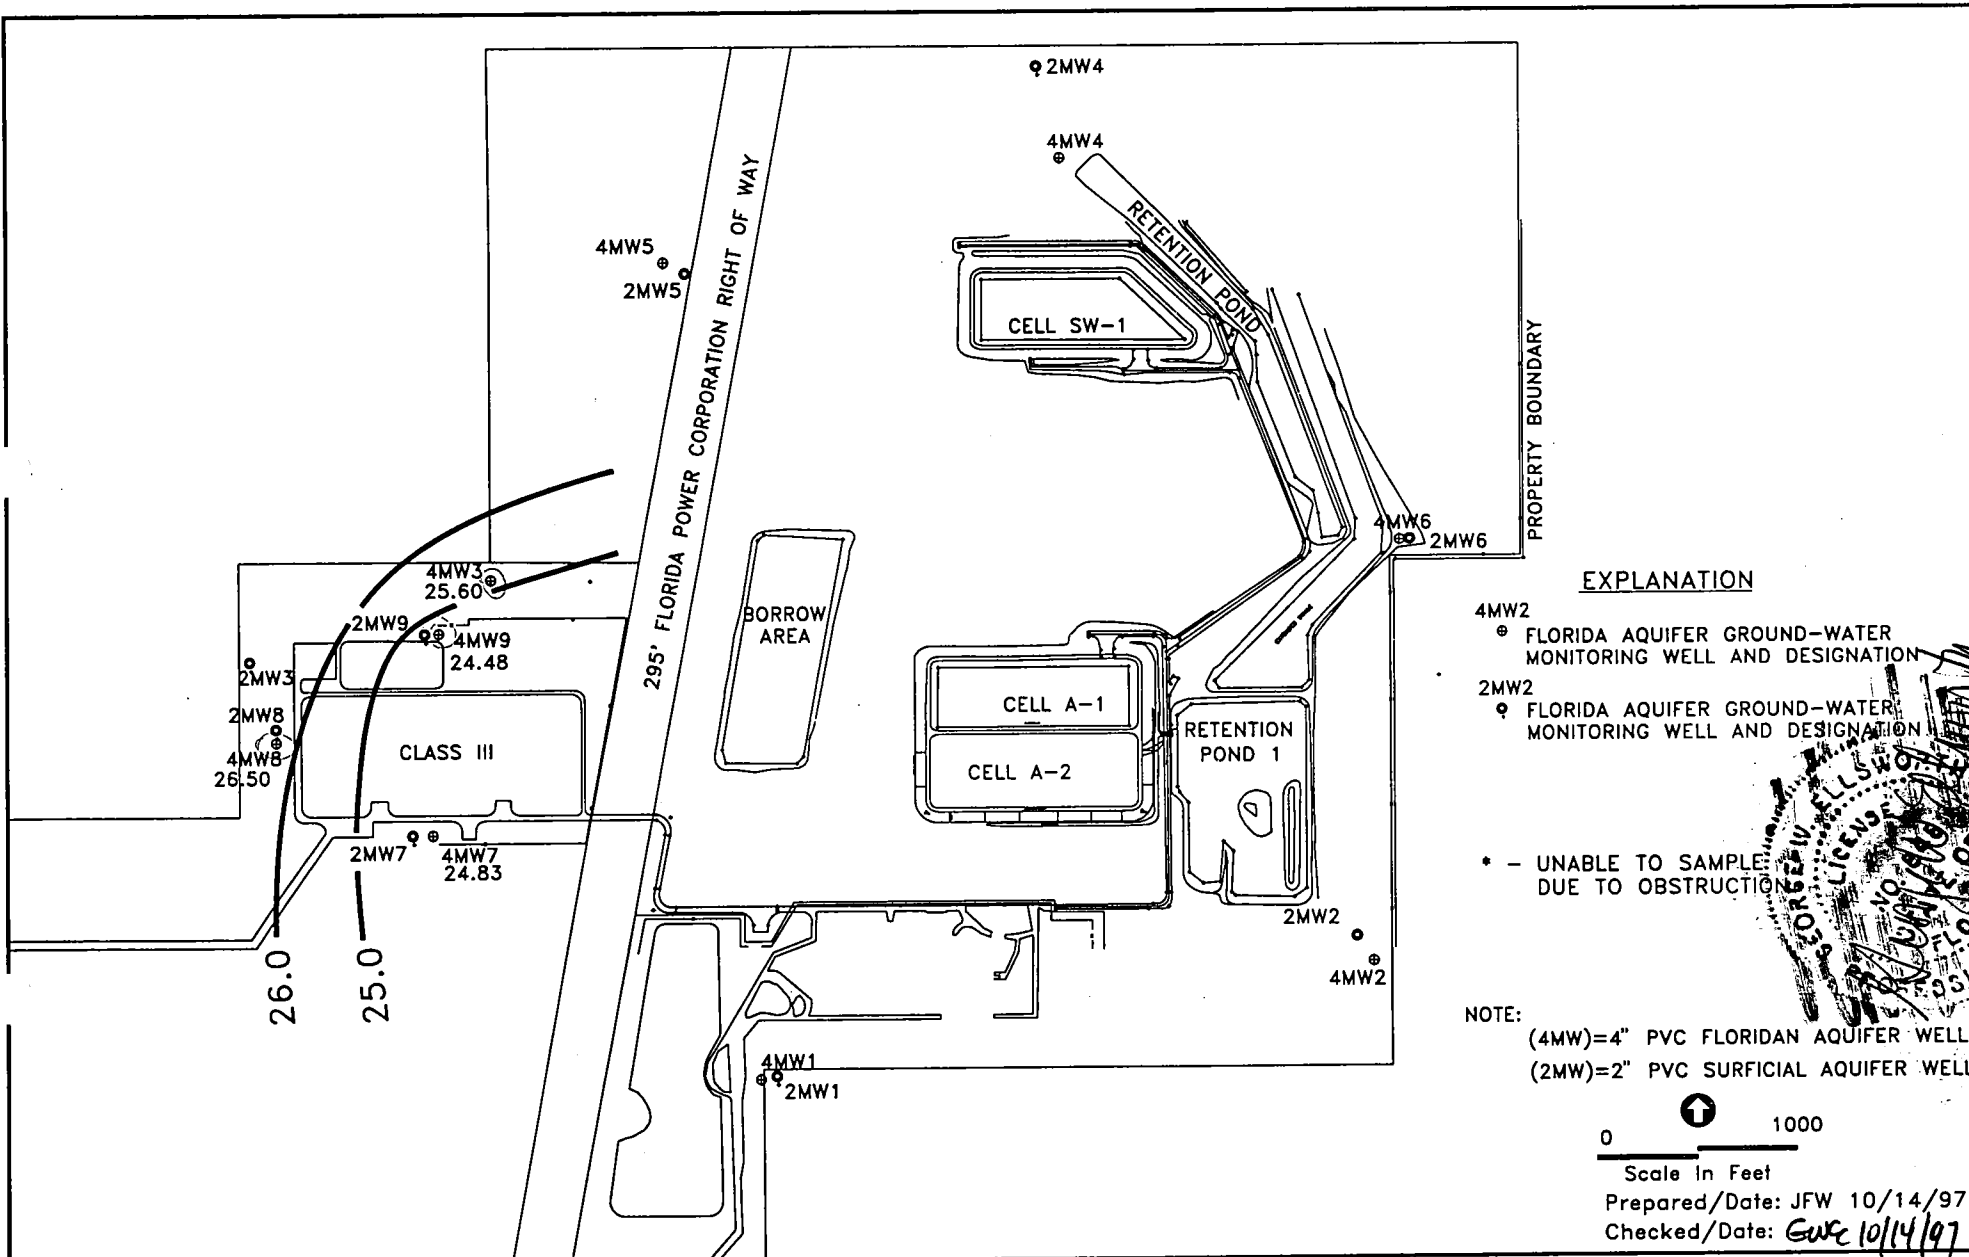 2MW4
4MW4
RETENTION POND
4MW5
2MW5
295' FLORIDA POWER CORPORATION RIGHT OF WAY
CELL SW-1
PROPERTY BOUNDARY
4MW6
2MW6
4MW3
25.60
2MW9
4MW9
24.48
2MW3
2MW8
4MW8
26.50
CLASS III
BORROW
AREA
CELL A-1
CELL A-2
RETENTION
POND 1
2MW7
4MW7
24.83
2MW2
4MW2
26.0
25.0
4MW1
2MW1
EXPLANATION
4MW2
FLORIDA AQUIFER GROUND-WATER
MONITORING WELL AND DESIGNATION
2MW2
FLORIDA AQUIFER GROUND-WATER
MONITORING WELL AND DESIGNATION
* - UNABLE TO SAMPLE
DUE TO OBSTRUCTION
LICENSE
NO.
NOTE:
(4MW)=4" PVC FLORIDAN AQUIFER WELL
(2MW)=2" PVC SURFICIAL AQUIFER WELL
0 1000
Scale In Feet
Prepared/Date: JFW 10/14/97
Checked/Date: GWE 10/14/97